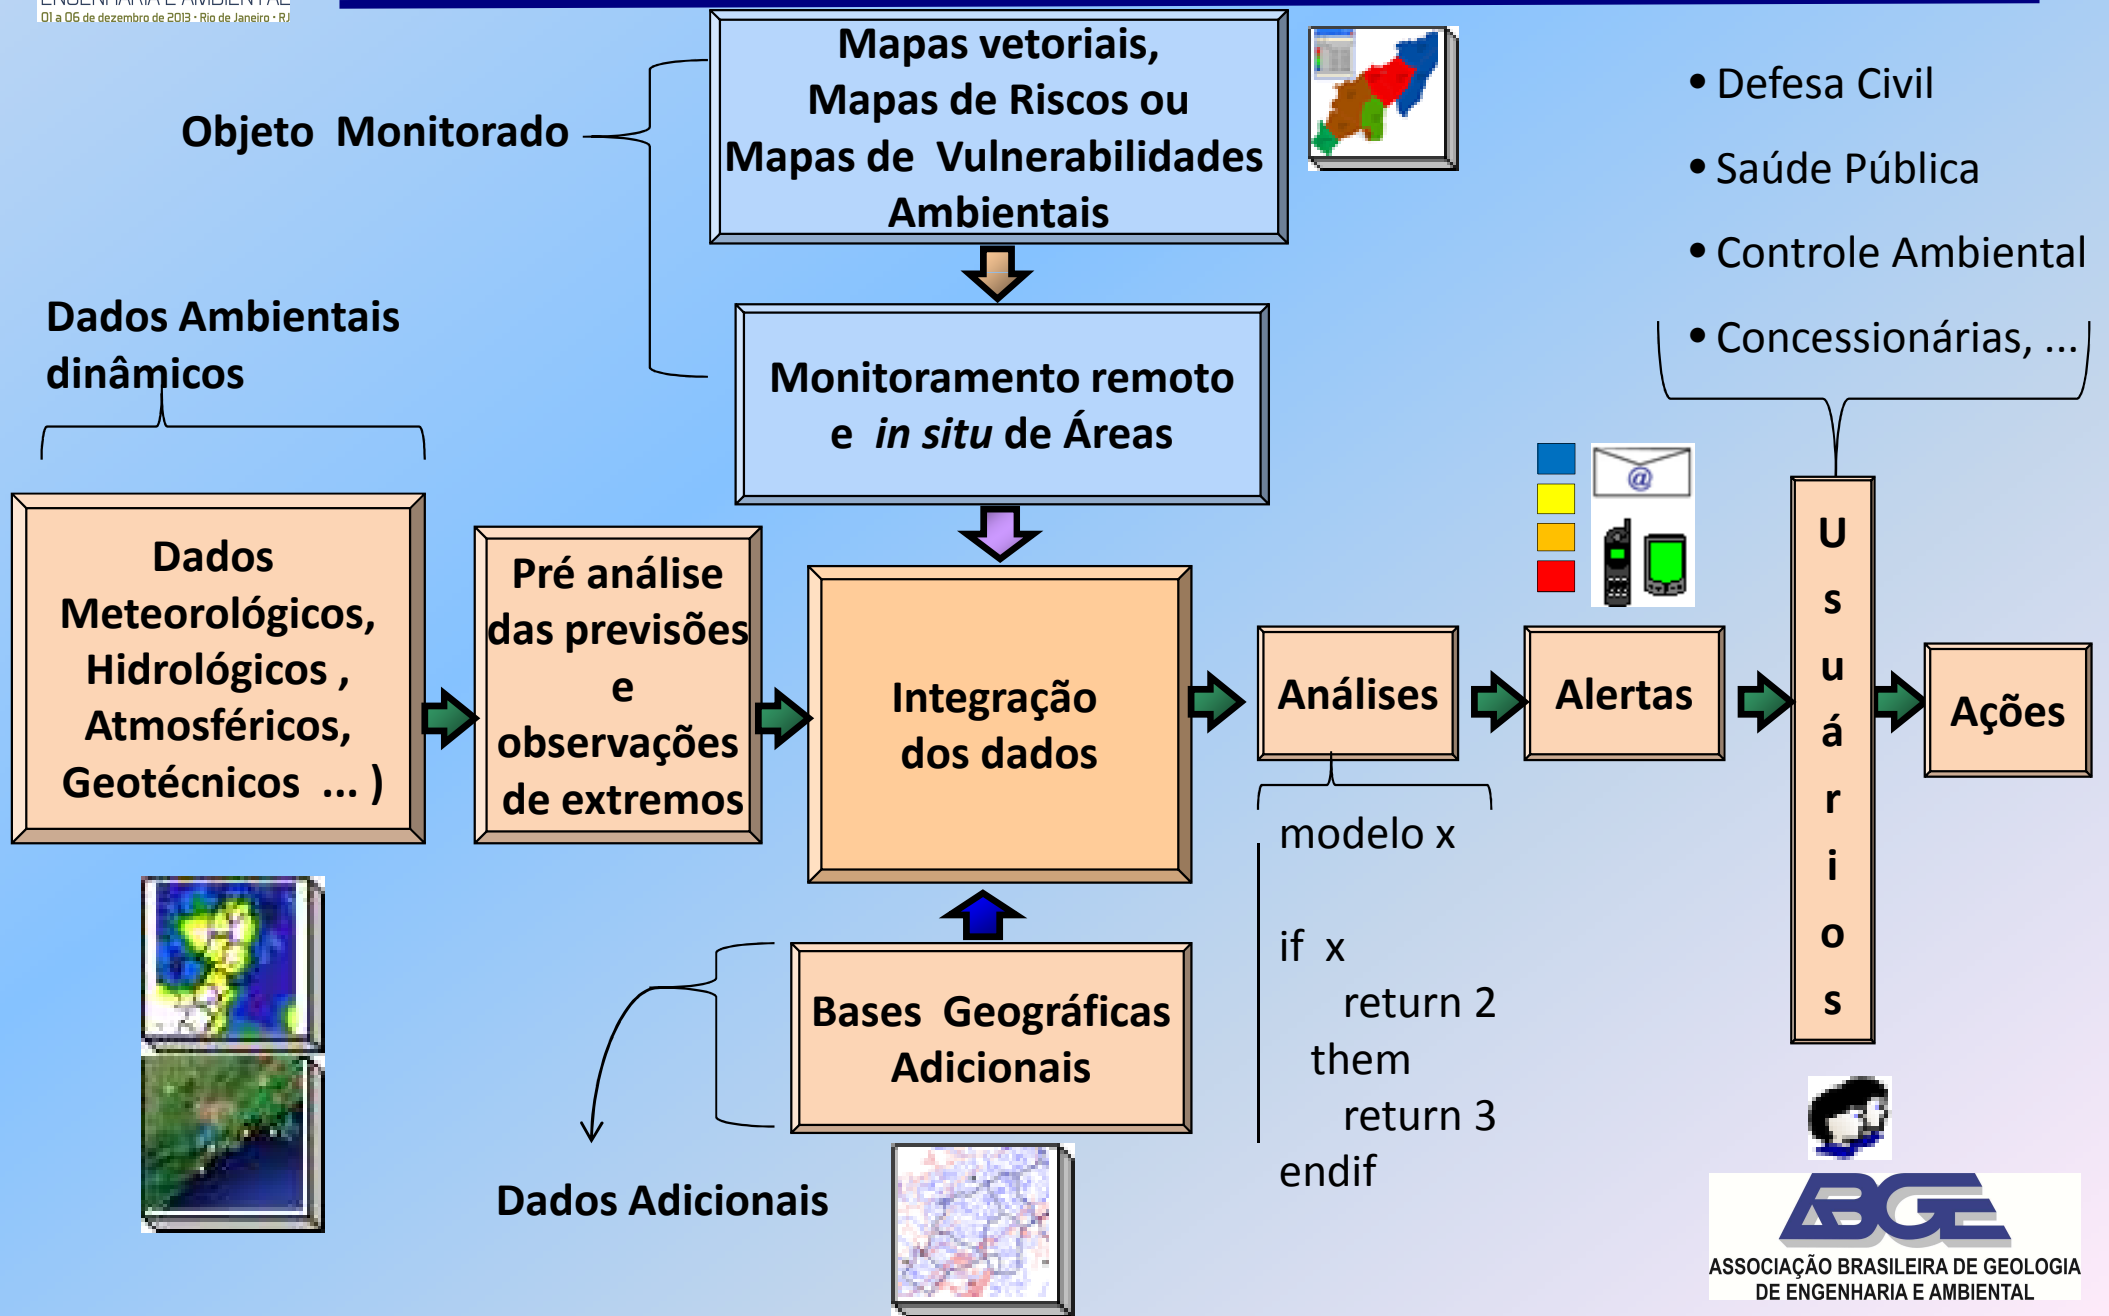 ENGENHARIA E AMBIENTAL
01 a 06 de dezembro de 2013 • Rio de Janeiro • RJ
Mapas vetoriais,
Mapas de Riscos ou
Mapas de Vulnerabilidades
Ambientais
Objeto Monitorado
• Defesa Civil
• Saúde Pública
• Controle Ambiental
• Concessionárias, ...
Dados Ambientais
dinâmicos
Monitoramento remoto
e in situ de Áreas
@
Dados
Meteorológicos,
Hidrológicos ,
Atmosféricos,
Geotécnicos ... )
Pré análise
das previsões
e
observações
de extremos
Integração
dos dados
Análises
Alertas
U
s
u
á
r
i
o
s
Ações
modelo x
if x
return 2
them
return 3
endif
Bases Geográficas
Adicionais
Dados Adicionais
ABGE
ASSOCIAÇÃO BRASILEIRA DE GEOLOGIA
DE ENGENHARIA E AMBIENTAL